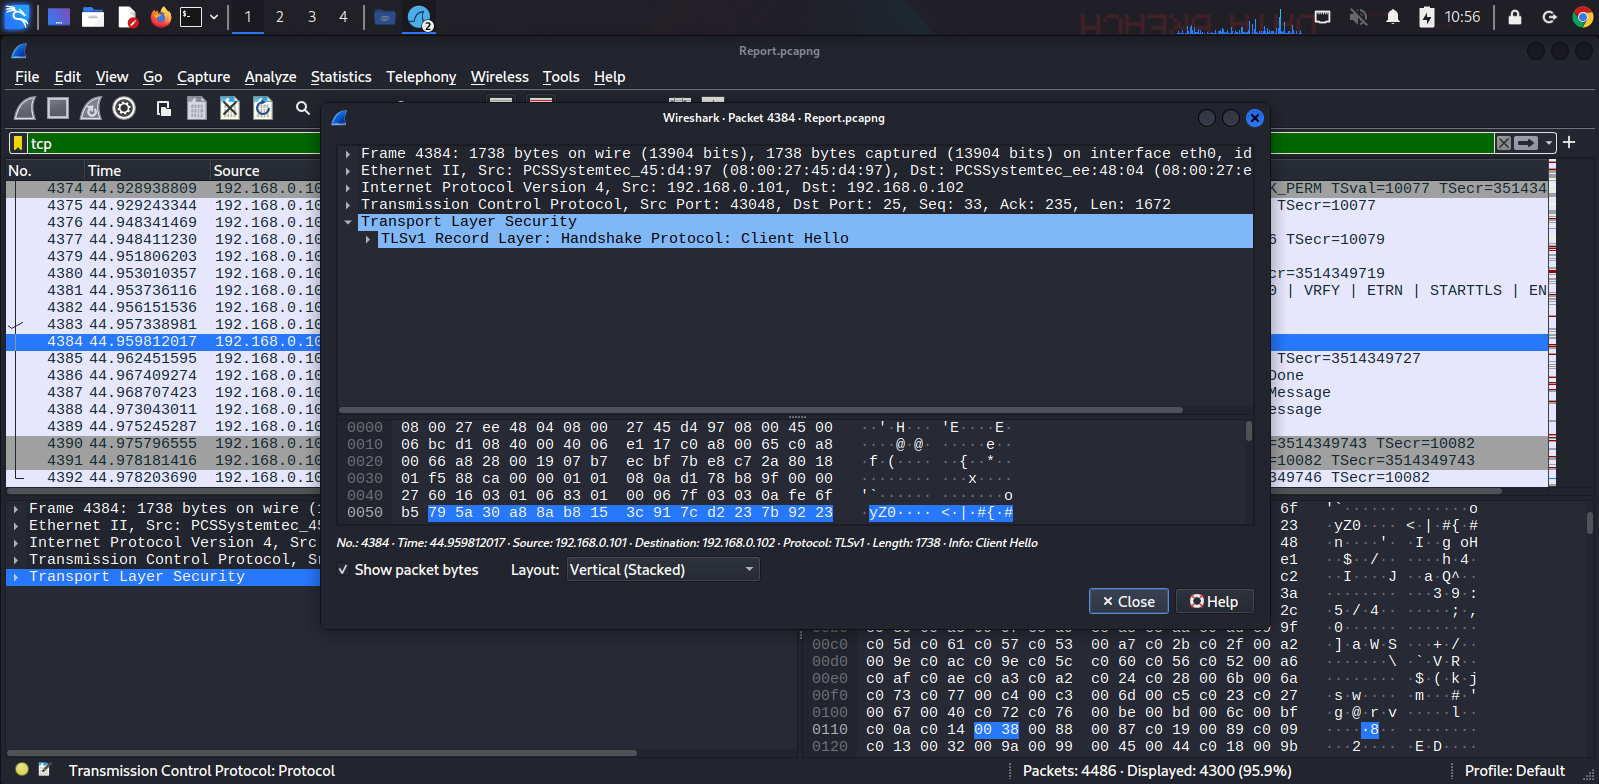 1 2 3 4 2 10:56
Report.pcapng
File Edit View Go Capture Analyze Statistics Telephony Wireless Tools Help
Wireshark · Packet 4384 · Report.pcapng
tcp
No. Time Source
4374 44.928938809 192.168.0.10
4375 44.929243344 192.168.0.10
4376 44.948341469 192.168.0.10
4377 44.948411230 192.168.0.10
4379 44.951806203 192.168.0.10
4380 44.953010357 192.168.0.10
4381 44.953736116 192.168.0.10
4382 44.956151536 192.168.0.10
4383 44.957338981 192.168.0.10
4384 44.959812017 192.168.0.10
4385 44.962451595 192.168.0.10
4386 44.967409274 192.168.0.10
4387 44.968707423 192.168.0.10
4388 44.973043011 192.168.0.10
4389 44.975245287 192.168.0.10
4390 44.975796555 192.168.0.10
4391 44.978181416 192.168.0.10
4392 44.978203690 192.168.0.10
Frame 4384: 1738 bytes on wire (13904 bits), 1738 bytes captured (13904 bits) on interface eth0, id
Ethernet II, Src: PCSSystemtec_45:d4:97 (08:00:27:45:d4:97), Dst: PCSSystemtec_ee:48:04 (08:00:27:e
Internet Protocol Version 4, Src: 192.168.0.101, Dst: 192.168.0.102
Transmission Control Protocol, Src Port: 43048, Dst Port: 25, Seq: 33, Ack: 235, Len: 1672
Transport Layer Security
TLSv1 Record Layer: Handshake Protocol: Client Hello
K_PERM TSval=10077 TSecr=351434
TSecr=10077
6 TSecr=10079
cr=3514349719
0 | VRFY | ETRN | STARTTLS | EN
TSecr=3514349727
Done
Message
essage
=3514349743 TSecr=10082
=10082 TSecr=3514349743
349746 TSecr=10082
0000 08 00 27 ee 48 04 08 00 27 45 d4 97 08 00 45 00 ··'·H··· 'E····E·
0010 06 bc d1 08 40 00 40 06 e1 17 c0 a8 00 65 c0 a8 ····@·@· ·····e··
0020 00 66 a8 28 00 19 07 b7 ec bf 7b e8 c7 2a 80 18 ·f·(···· ··{··*··
0030 01 f5 88 ca 00 00 01 01 08 0a d1 78 b8 9f 00 00 ········ ···x····
0040 27 60 16 03 01 06 83 01 00 06 7f 03 03 0a fe 6f '`······ ·······o
0050 b5 79 5a 30 a8 8a b8 15 3c 91 7c d2 23 7b 92 23 ·yZ0···· <·|·#{·#
No.: 4384 · Time: 44.959812017 · Source: 192.168.0.101 · Destination: 192.168.0.102 · Protocol: TLSv1 · Length: 1738 · Info: Client Hello
Show packet bytes Layout: Vertical (Stacked)
Close Help
Frame 4384: 1738 bytes on wire (1
Ethernet II, Src: PCSSystemtec_45
Internet Protocol Version 4, Src
Transmission Control Protocol, Sr
Transport Layer Security
6f '`······ ·······o
23 ·yZ0···· <·|·#{·#
48 n····'· I··g·oH
e1 ·$··/··· ···h4·
c2 ··I····J ··a·Q^·
3a ········ ··3·9·:
2c 5·/·4··· ····;·,
9f 0······· ········
00c0 c0 5d c0 61 c0 57 c0 53 00 a7 c0 2b c0 2f 00 a2 ·]·a·W·S ···+·/··
00d0 00 9e c0 ac c0 9e c0 5c c0 60 c0 56 c0 52 00 a6 ·······\ ·`·V·R··
00e0 c0 af c0 ae c0 a3 c0 a2 c0 24 c0 28 00 6b 00 6a ········ ·$·(·k·j
00f0 c0 73 c0 77 00 c4 00 c3 00 6d 00 c5 c0 23 c0 27 ·s·w···· ·m···#·'
0100 00 67 00 40 c0 72 c0 76 00 be 00 bd 00 6c 00 bf ·g·@·r·v ·····l··
0110 c0 0a c0 14 00 38 00 88 00 87 c0 19 00 89 c0 09 ·····8·· ········
0120 c0 13 00 32 00 9a 00 99 00 45 00 44 c0 18 00 9b ···2···· ·E·D····
Transmission Control Protocol: Protocol Packets: 4486 · Displayed: 4300 (95.9%) Profile: Default